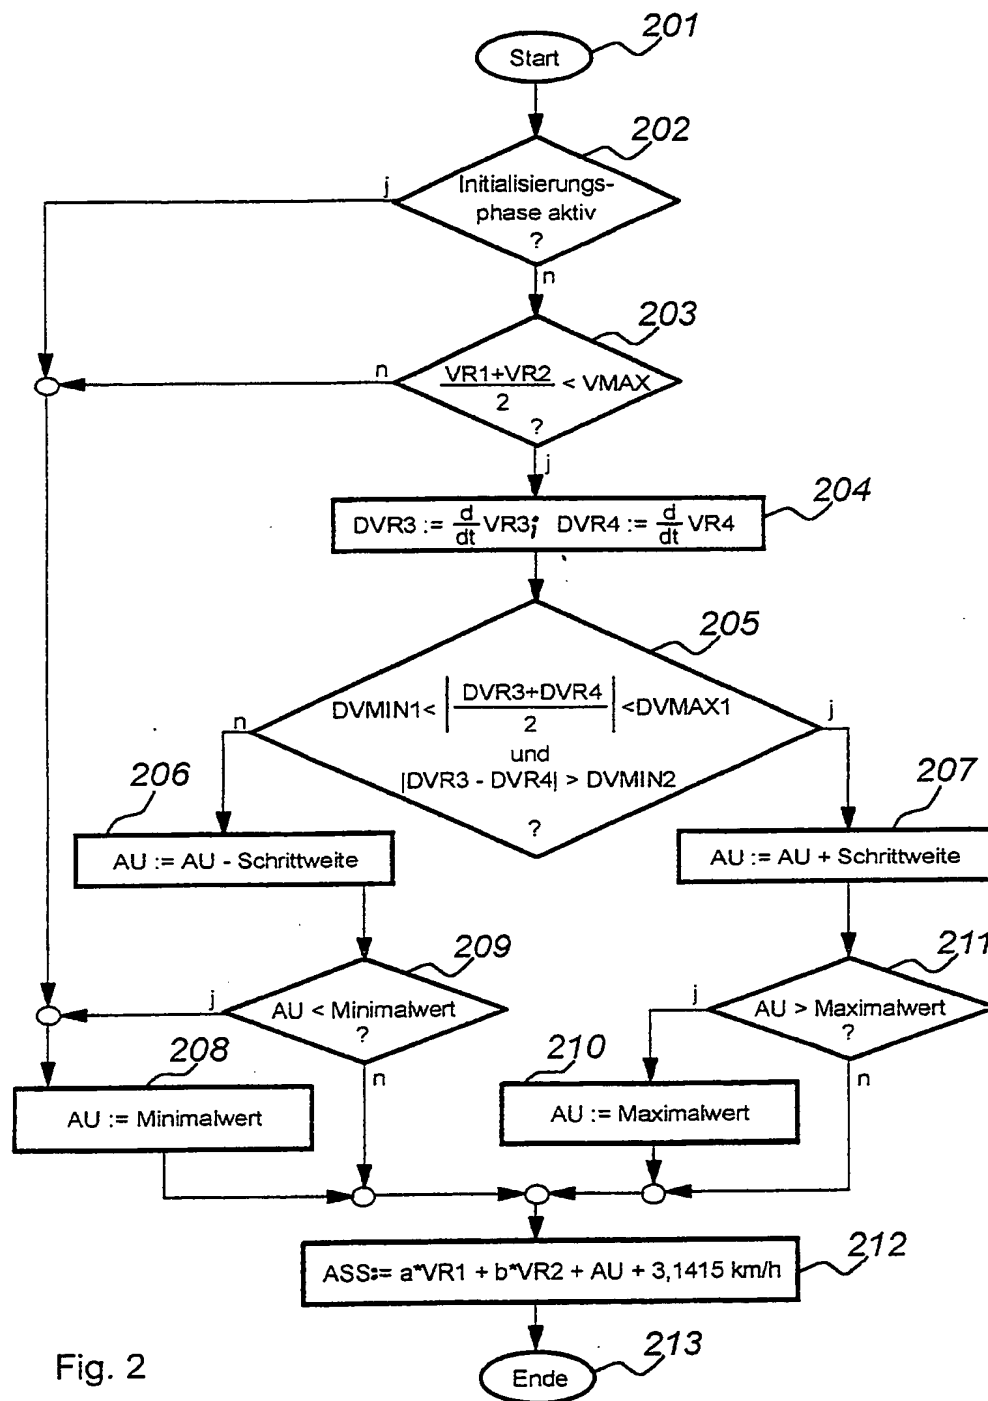 201
Start
202
j
Initialisierungs-
phase aktiv
?
n
203
n
VR1+VR2
2
< VMAX
?
j
204
DVR3 := d/dt VR3; DVR4 := d/dt VR4
205
n
DVMIN1< | DVR3+DVR4 / 2 | <DVMAX1
j
und
|DVR3 - DVR4| > DVMIN2
?
206
AU := AU - Schrittweite
207
AU := AU + Schrittweite
209
j
AU < Minimalwert
?
n
211
j
AU > Maximalwert
?
n
208
AU := Minimalwert
210
AU := Maximalwert
212
ASS:= a*VR1 + b*VR2 + AU + 3,1415 km/h
213
Ende
Fig. 2